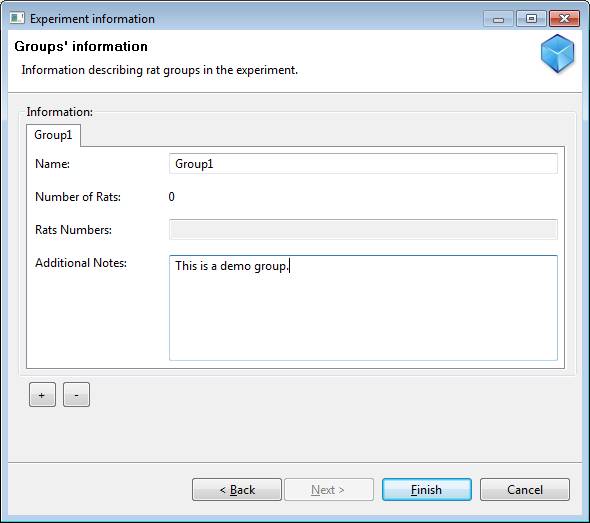 Experiment information
Groups' information
Information describing rat groups in the experiment.
Information:
Group1
Name: Group1
Number of Rats: 0
Rats Numbers:
Additional Notes: This is a demo group.
+ -
< Back Next > Finish Cancel